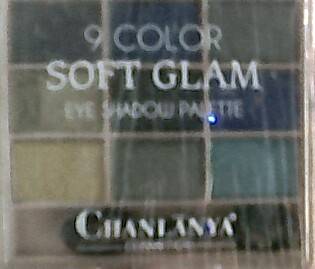 9 COLOR
SOFT GLAM
EYE SHADOW PALETTE
CHANLANYA